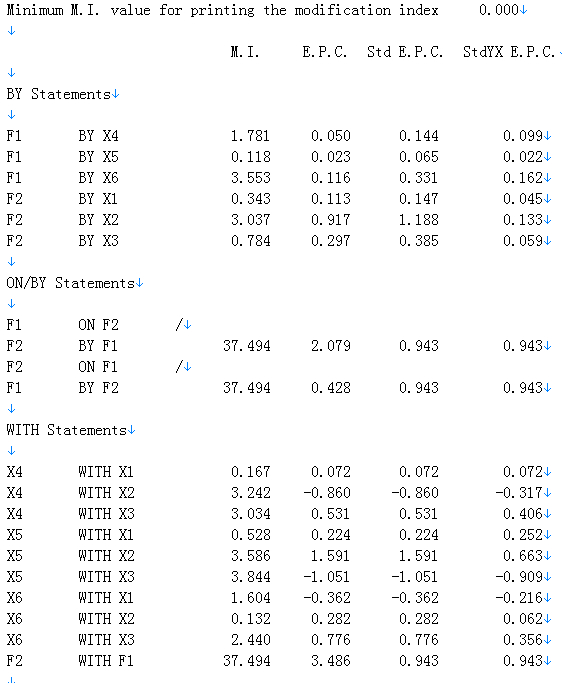 Minimum M.I. value for printing the modification index    0.000↓
↓
M.I.    E.P.C.    Std E.P.C.    StdYX E.P.C.↓
↓
BY Statements↓
↓
F1    BY X4    1.781    0.050    0.144    0.099↓
F1    BY X5    0.118    0.023    0.065    0.022↓
F1    BY X6    3.553    0.116    0.331    0.162↓
F2    BY X1    0.343    0.113    0.147    0.045↓
F2    BY X2    3.037    0.917    1.188    0.133↓
F2    BY X3    0.784    0.297    0.385    0.059↓
↓
ON/BY Statements↓
↓
F1    ON F2    /↓
F2    BY F1    37.494    2.079    0.943    0.943↓
F2    ON F1    /↓
F1    BY F2    37.494    0.428    0.943    0.943↓
↓
WITH Statements↓
↓
X4    WITH X1    0.167    0.072    0.072    0.072↓
X4    WITH X2    3.242    -0.860    -0.860    -0.317↓
X4    WITH X3    3.034    0.531    0.531    0.406↓
X5    WITH X1    0.528    0.224    0.224    0.252↓
X5    WITH X2    3.586    1.591    1.591    0.663↓
X5    WITH X3    3.844    -1.051    -1.051    -0.909↓
X6    WITH X1    1.604    -0.362    -0.362    -0.216↓
X6    WITH X2    0.132    0.282    0.282    0.062↓
X6    WITH X3    2.440    0.776    0.776    0.356↓
F2    WITH F1    37.494    3.486    0.943    0.943↓
↓